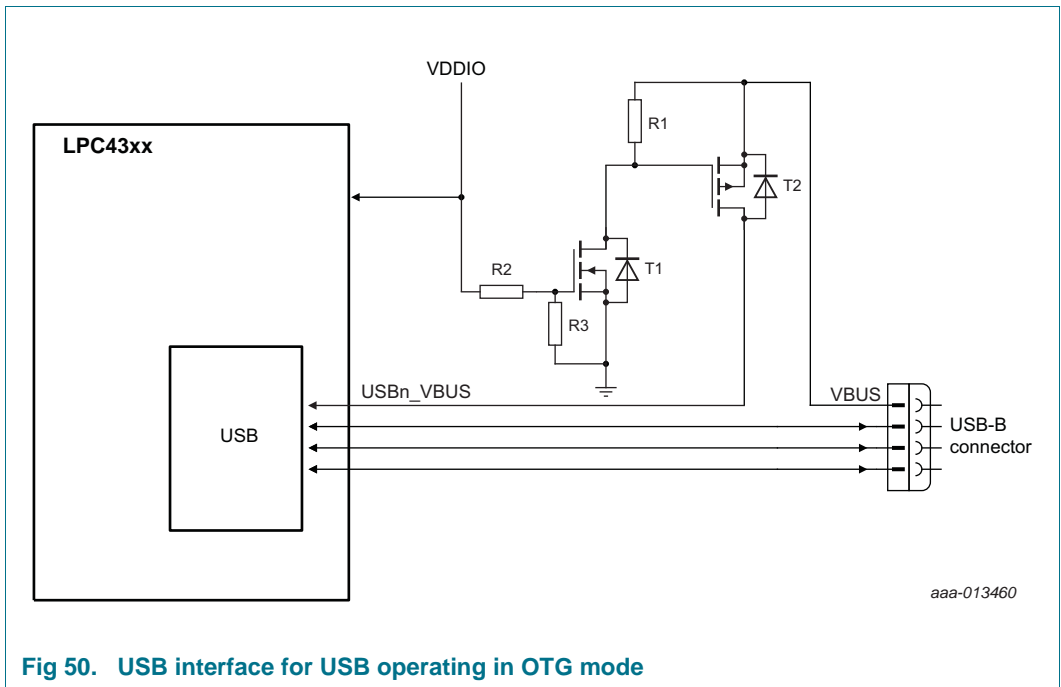 VDDIO
LPC43xx
R1
T2
R2
T1
R3
USBn_VBUS
VBUS
USB
USB-B
connector
aaa-013460
Fig 50. USB interface for USB operating in OTG mode